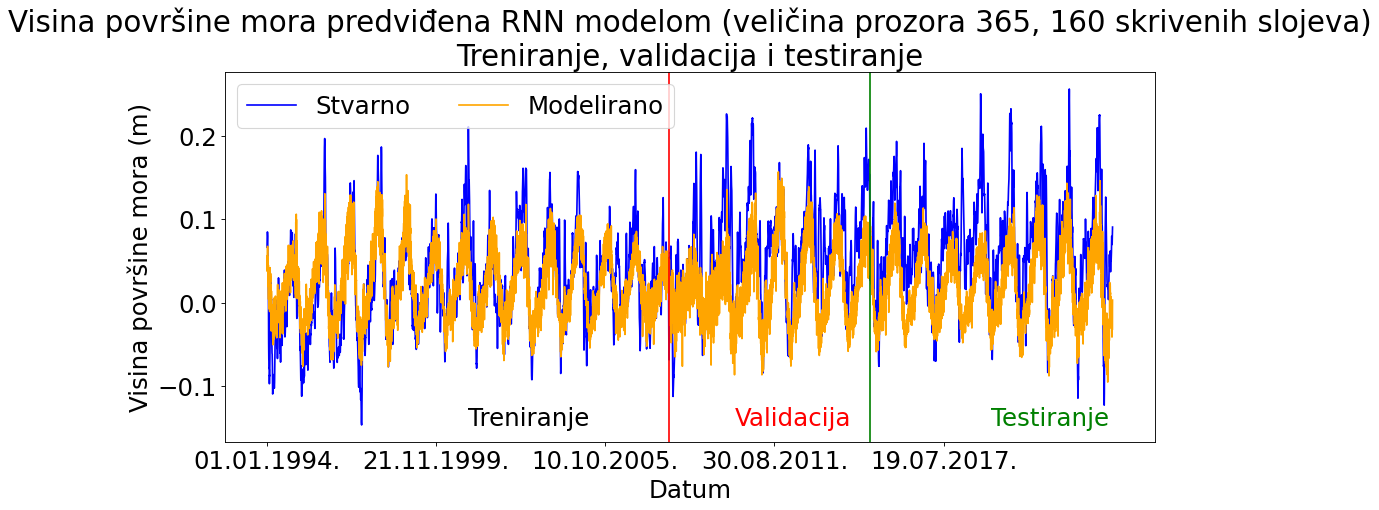 Visina površine mora predviđena RNN modelom (veličina prozora 365, 160 skrivenih slojeva)
Treniranje, validacija i testiranje
Stvarno
Modelirano
Visina površine mora (m)
0.2
0.1
0.0
−0.1
Treniranje
Validacija
Testiranje
01.01.1994.
21.11.1999.
10.10.2005.
30.08.2011.
19.07.2017.
Datum